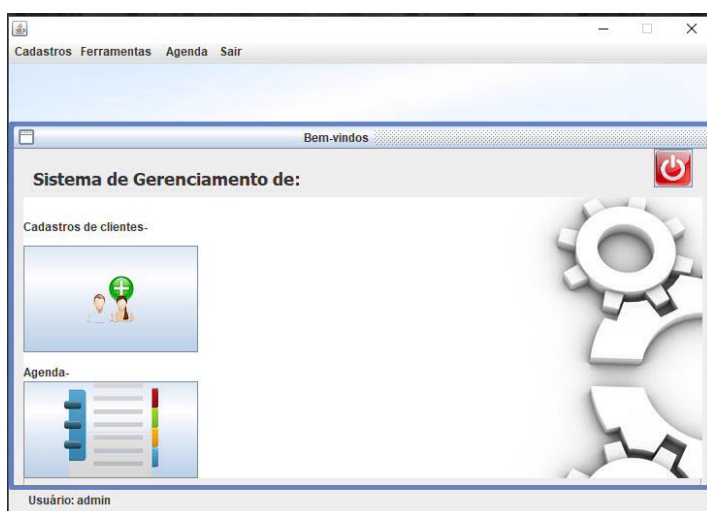 Cadastros Ferramentas Agenda Sair
Bem-vindos
Sistema de Gerenciamento de:
Cadastros de clientes-
Agenda-
Usuário: admin